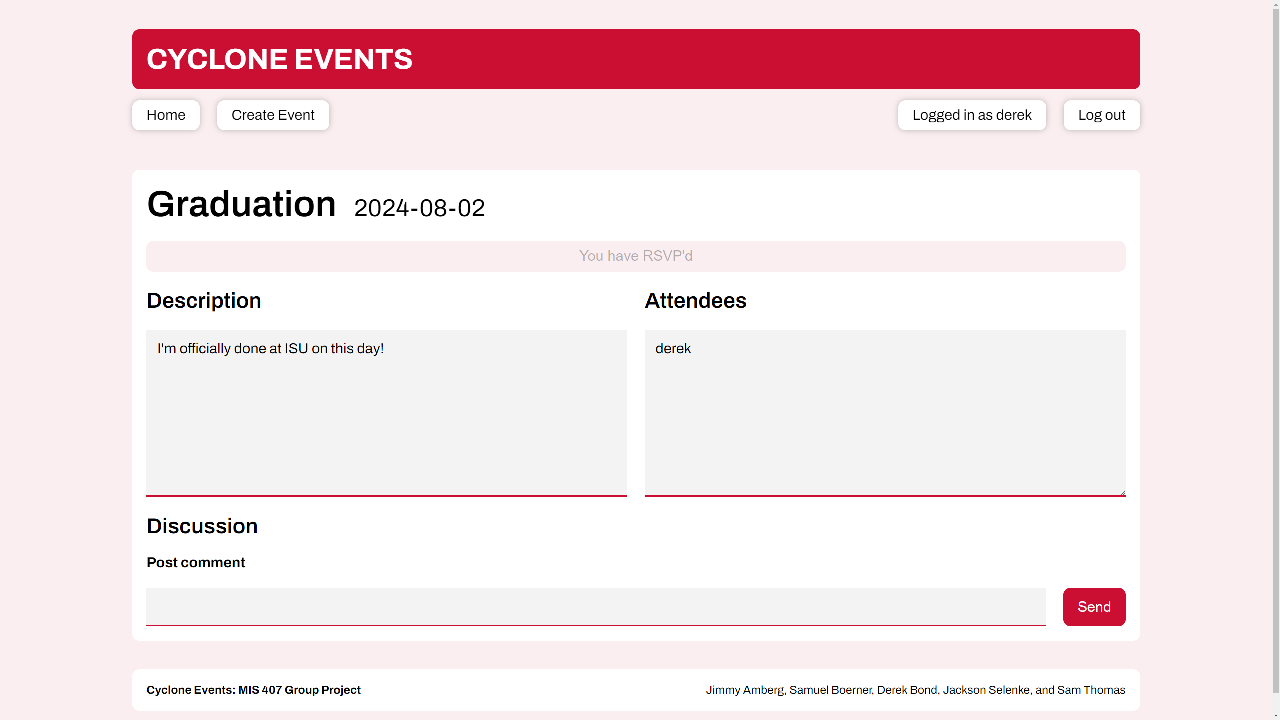 CYCLONE EVENTS
Home
Create Event
Logged in as derek
Log out
Graduation 2024-08-02
You have RSVP'd
Description
Attendees
I'm officially done at ISU on this day!
derek
Discussion
Post comment
Send
Cyclone Events: MIS 407 Group Project
Jimmy Amberg, Samuel Boerner, Derek Bond, Jackson Selenke, and Sam Thomas